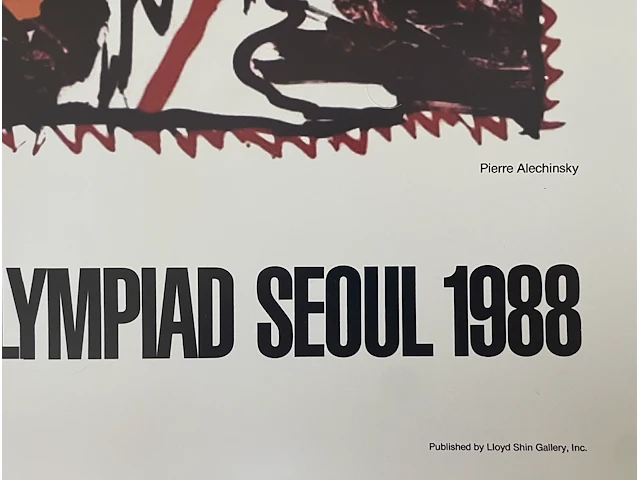 Pierre Alechinsky
LYMPIAD SEOUL 1988
Published by Lloyd Shin Gallery, Inc.